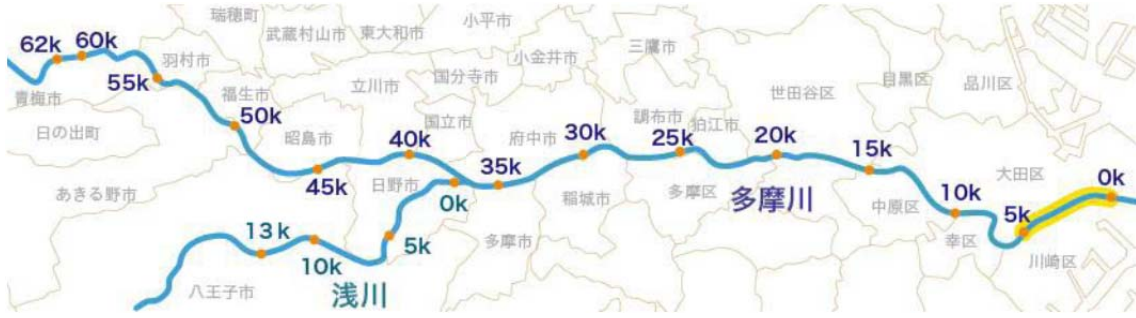 瑞穂町
武蔵村山市
東大和市
小平市
小金井市
三鷹市
62k
60k
羽村市
55k
青梅市
福生市
立川市
国分寺市
目黒区
品川区
世田谷区
日の出町
50k
昭島市
国立市
40k
府中市
30k
調布市
25k
狛江市
20k
15k
あきる野市
45k
日野市
0k
35k
稲城市
多摩区
多摩川
中原区
10k
大田区
5k
0k
幸区
川崎区
13k
10k
5k
多摩市
八王子市
浅川